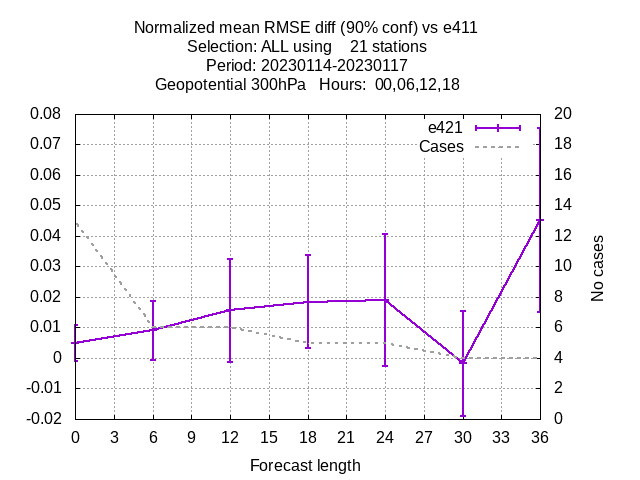 Normalized mean RMSE diff (90% conf) vs e411
Selection: ALL using    21 stations
Period: 20230114-20230117
Geopotential 300hPa   Hours:  00,06,12,18
0.08
0.07
0.06
0.05
0.04
0.03
0.02
0.01
0
-0.01
-0.02
e421
Cases
20
18
16
14
12
10
8
6
4
2
0
No cases
0 3 6 9 12 15 18 21 24 27 30 33 36
Forecast length